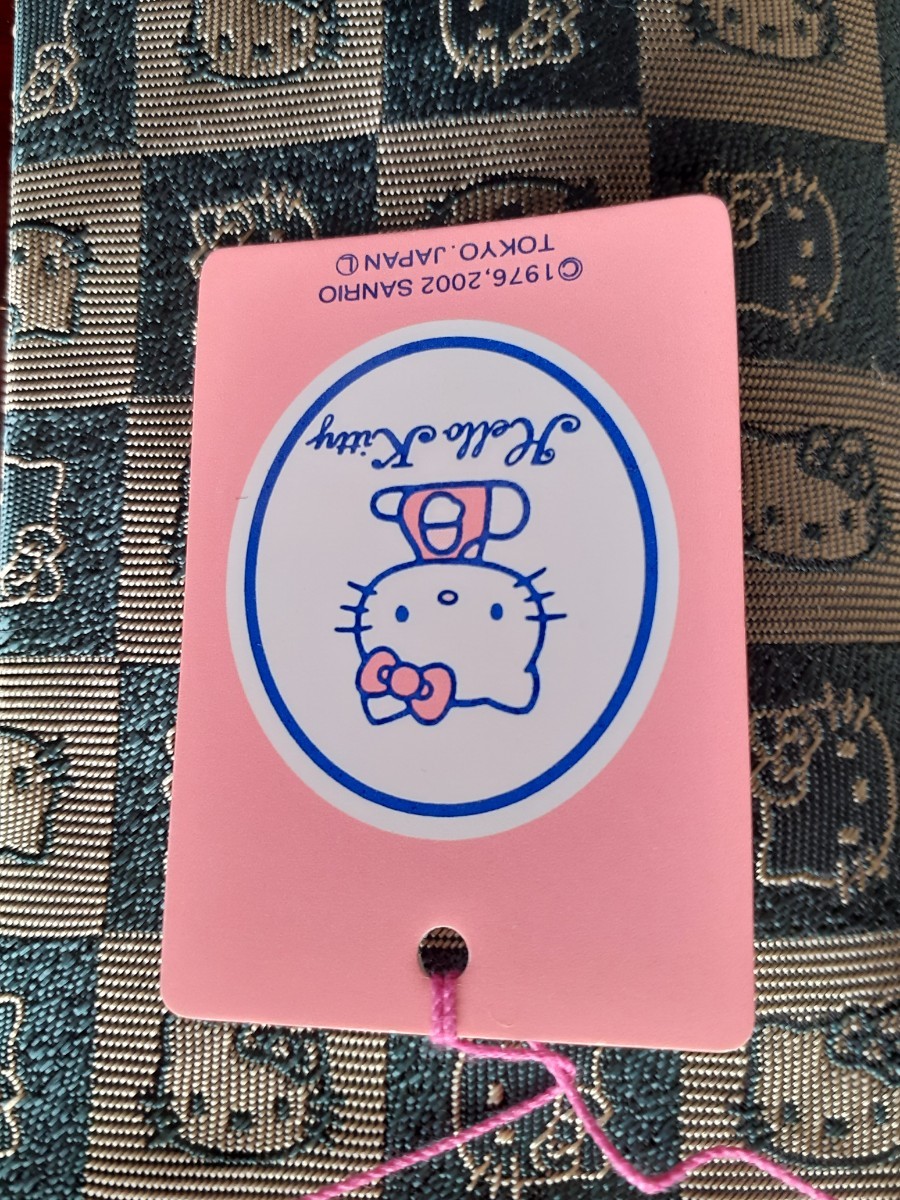 Hello Kitty
©1976,2002 SANRIO
TOKYO.JAPAN Ⓛ